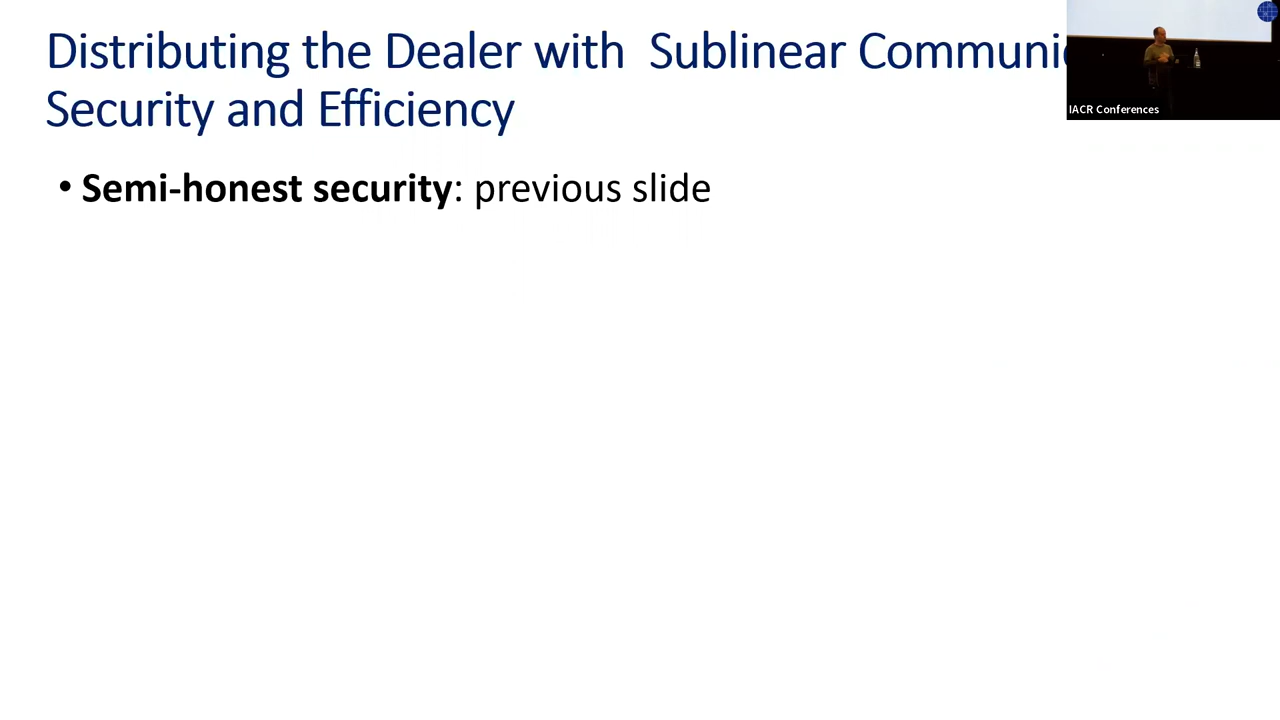 Distributing the Dealer with  Sublinear Communi
Security and Efficiency
• Semi-honest security: previous slide
IACR Conferences